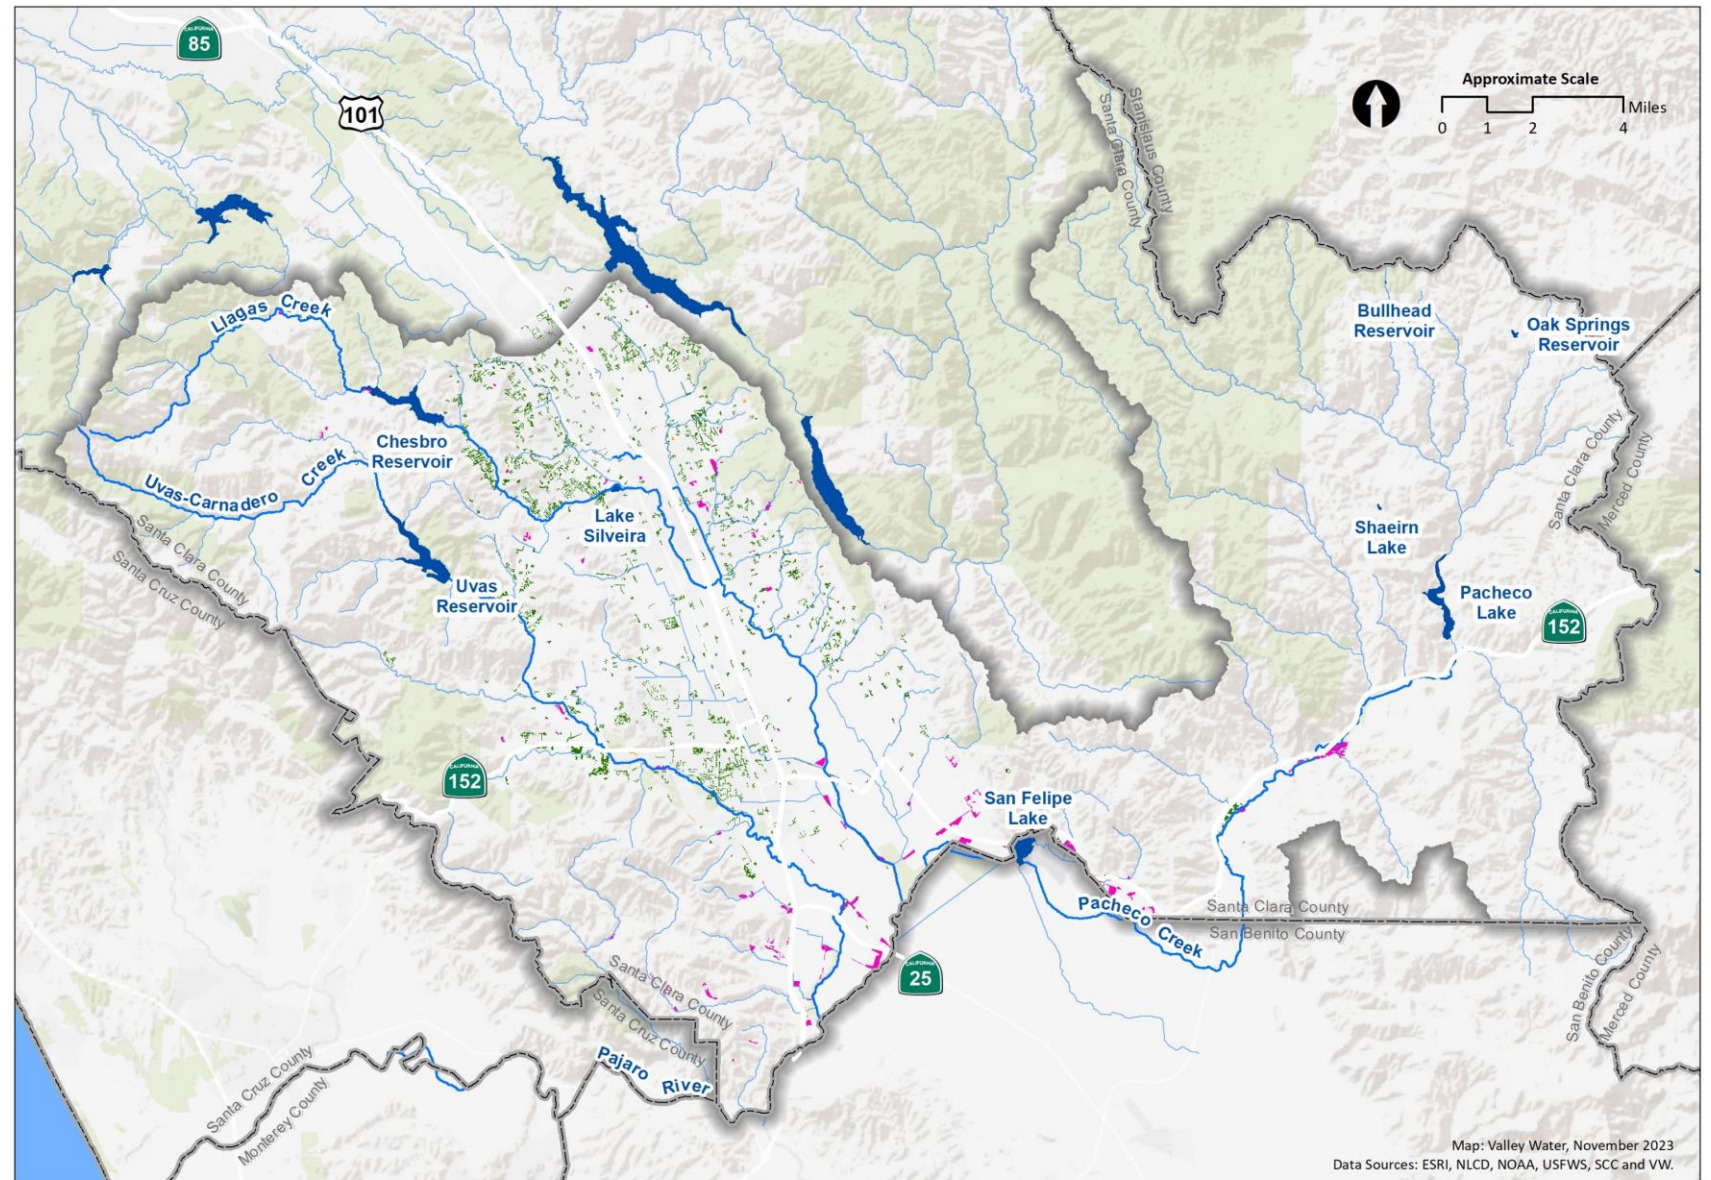 CALIFORNIA
85
101
Approximate Scale
Miles
0 1 2 4
Stanislaus County
Santa Clara County
Llagas Creek
Bullhead
Reservoir
Oak Springs
Reservoir
Chesbro
Reservoir
Uvas-Carnadero Creek
Santa Clara County
Santa Cruz County
Lake
Silveira
Uvas
Reservoir
Santa Clara County
Merced County
Shaeirn
Lake
Pacheco
Lake
CALIFORNIA
152
CALIFORNIA
152
San Felipe
Lake
Pacheco Creek
Santa Clara County
San Benito County
CALIFORNIA
25
Santa Clara County
Santa Cruz County
San Benito County
Merced County
Pajaro River
Santa Cruz County
Monterey County
Map: Valley Water, November 2023
Data Sources: ESRI, NLCD, NOAA, USFWS, SCC and VW.